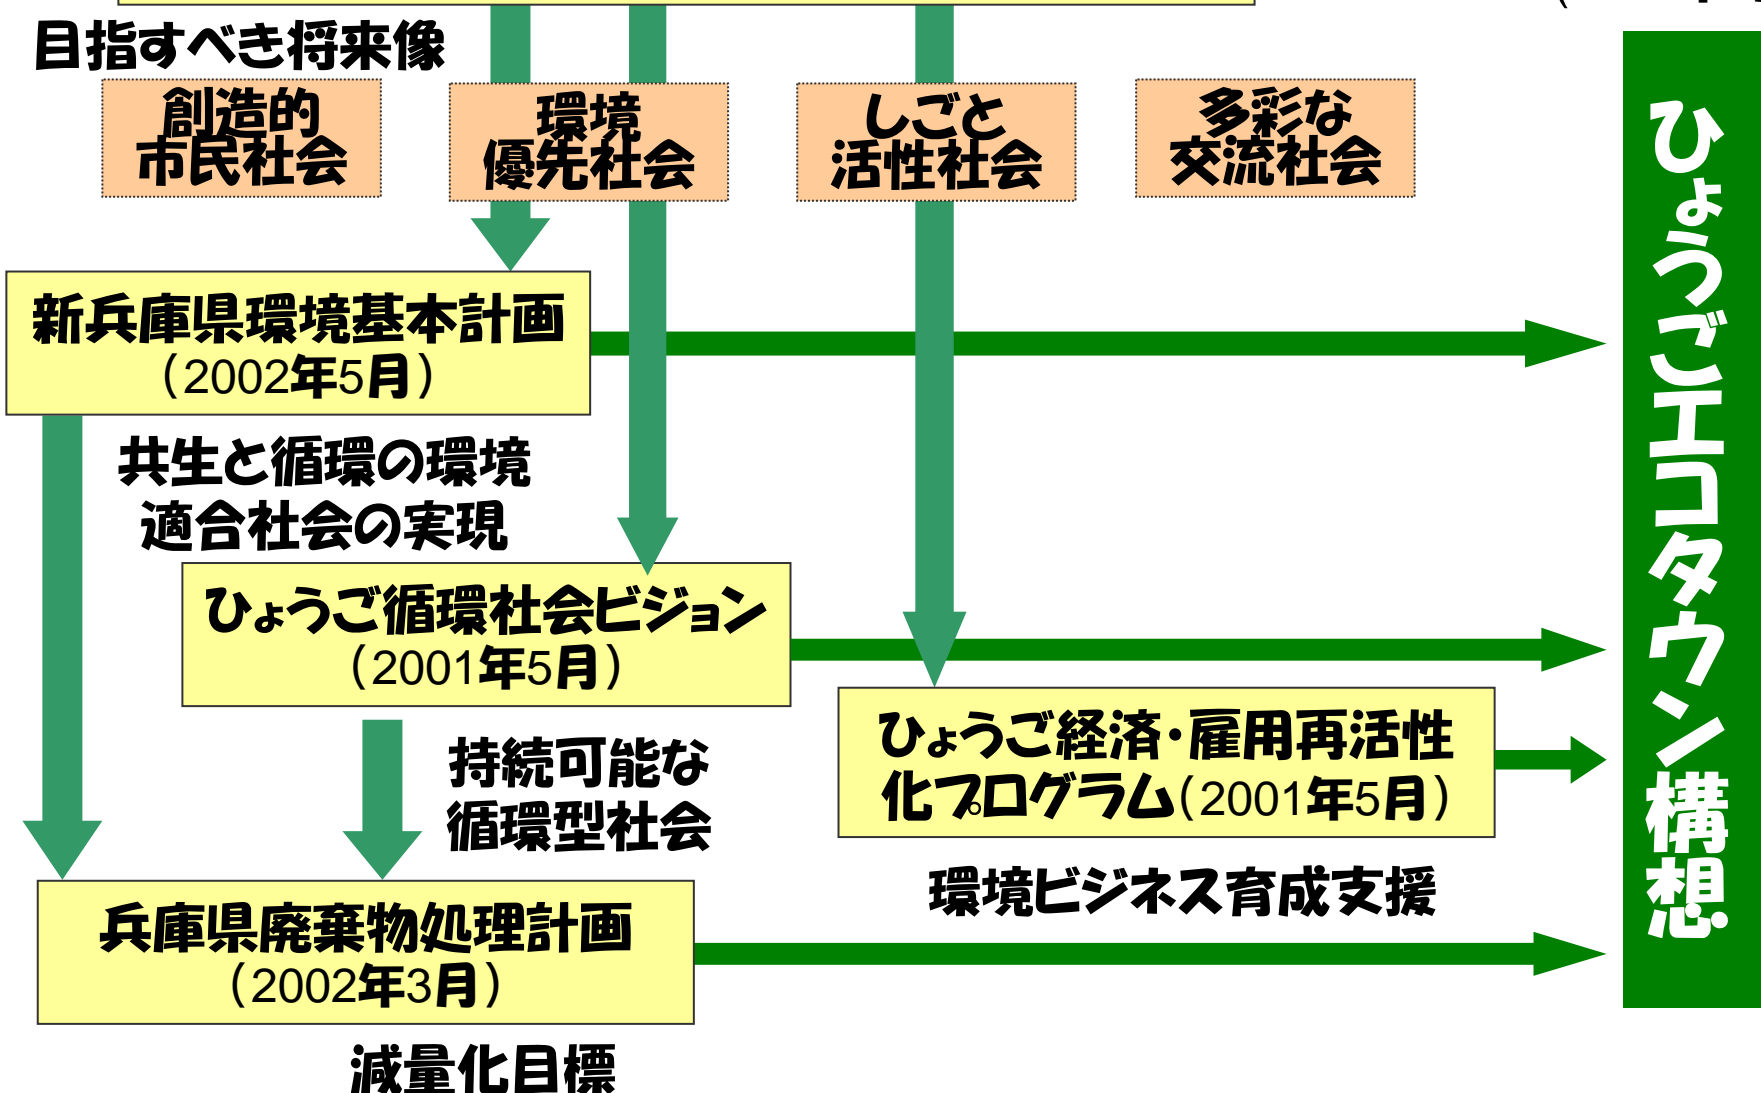 目指すべき将来像
創造的
市民社会
環境
優先社会
しごと
活性社会
多彩な
交流社会
新兵庫県環境基本計画
(2002年5月)
共生と循環の環境
適合社会の実現
ひょうご循環社会ビジョン
(2001年5月)
持続可能な
循環型社会
ひょうご経済・雇用再活性
化プログラム(2001年5月)
環境ビジネス育成支援
兵庫県廃棄物処理計画
(2002年3月)
減量化目標
ひょうごエコタウン構想